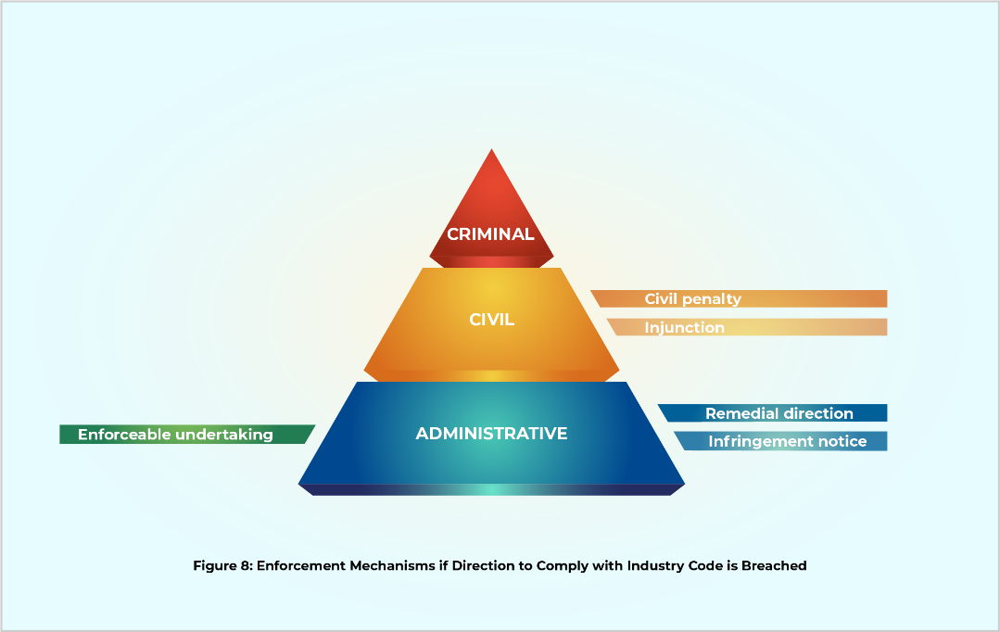 CRIMINAL
Civil penalty
CIVIL
Injunction
Remedial direction
Enforceable undertaking
ADMINISTRATIVE
Infringement notice
Figure 8: Enforcement Mechanisms if Direction to Comply with Industry Code is Breached